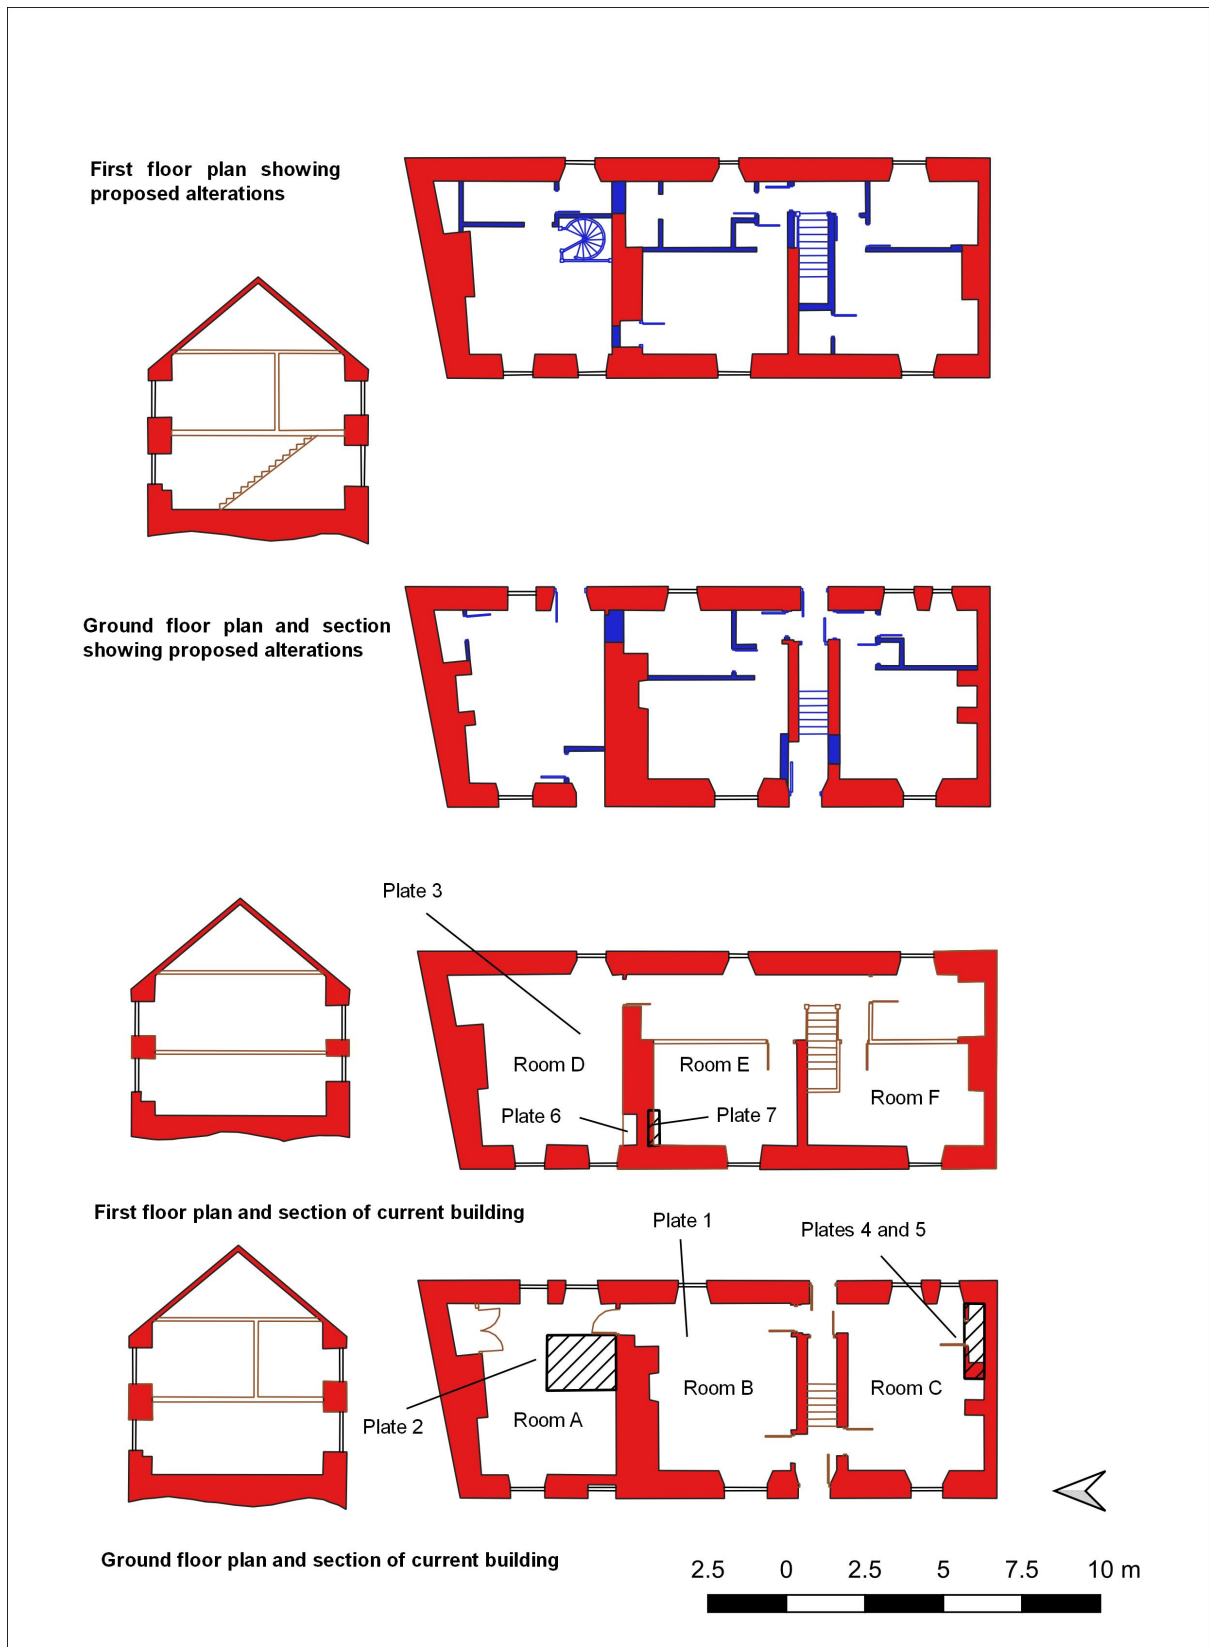 First floor plan showing
proposed alterations
Ground floor plan and section
showing proposed alterations
Plate 3
Room D
Room E
Room F
Plate 6
Plate 7
First floor plan and section of current building
Plate 1
Plates 4 and 5
Room B
Room C
Room A
Plate 2
Ground floor plan and section of current building
2.5 0 2.5 5 7.5 10 m